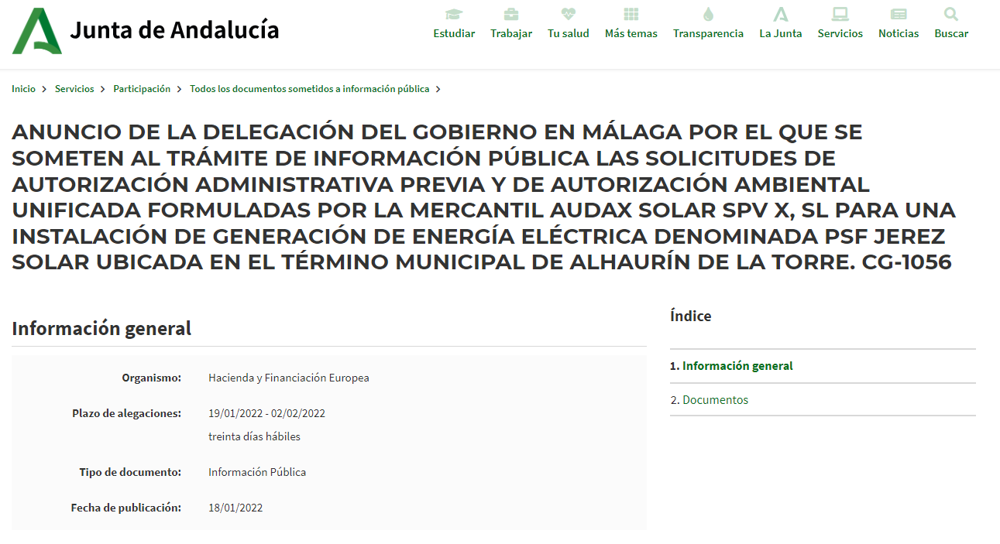 Junta de Andalucía
Estudiar Trabajar Tu salud Más temas Transparencia La Junta Servicios Noticias Buscar
Inicio > Servicios > Participación > Todos los documentos sometidos a información pública >
ANUNCIO DE LA DELEGACIÓN DEL GOBIERNO EN MÁLAGA POR EL QUE SE
SOMETEN AL TRÁMITE DE INFORMACIÓN PÚBLICA LAS SOLICITUDES DE
AUTORIZACIÓN ADMINISTRATIVA PREVIA Y DE AUTORIZACIÓN AMBIENTAL
UNIFICADA FORMULADAS POR LA MERCANTIL AUDAX SOLAR SPV X, SL PARA UNA
INSTALACIÓN DE GENERACIÓN DE ENERGÍA ELÉCTRICA DENOMINADA PSF JEREZ
SOLAR UBICADA EN EL TÉRMINO MUNICIPAL DE ALHAURÍN DE LA TORRE. CG-1056
Información general
Organismo: Hacienda y Financiación Europea
Plazo de alegaciones: 19/01/2022 - 02/02/2022
treinta días hábiles
Tipo de documento: Información Pública
Fecha de publicación: 18/01/2022
Índice
1. Información general
2. Documentos